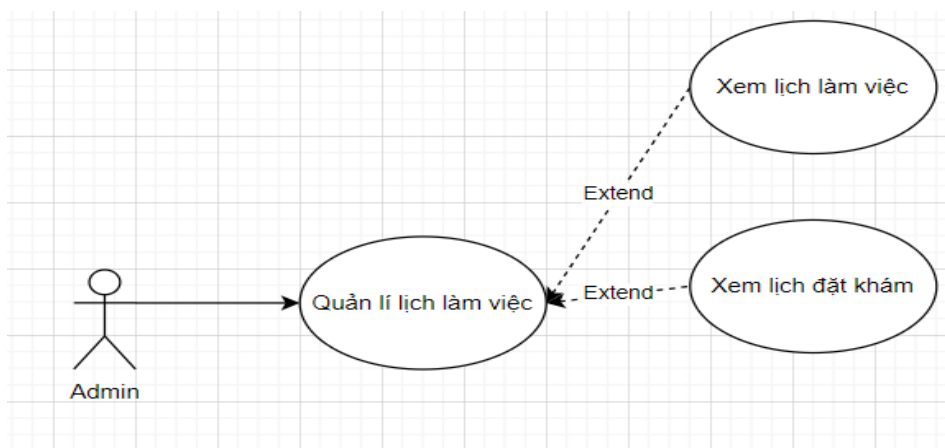 Xem lịch làm việc
Extend
Xem lịch đặt khám
Extend
Quản lí lịch làm việc
Admin